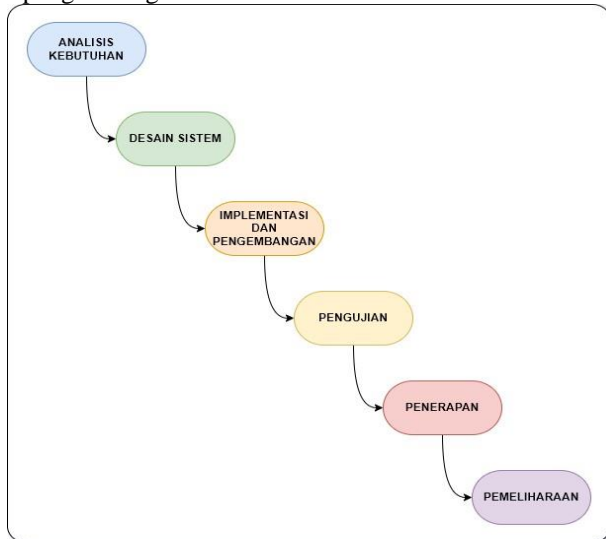 ANALISIS
KEBUTUHAN
DESAIN SISTEM
IMPLEMENTASI
DAN
PENGEMBANGAN
PENGUJIAN
PENERAPAN
PEMELIHARAAN